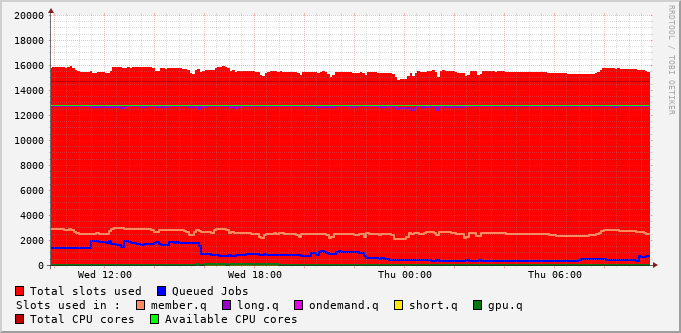 RRDTOOL / TOBI OETIKER
20000
18000
16000
14000
12000
10000
8000
6000
4000
2000
0
Wed 12:00 Wed 18:00 Thu 00:00 Thu 06:00
Total slots used Queued Jobs
Slots used in : member.q long.q ondemand.q short.q gpu.q
Total CPU cores Available CPU cores